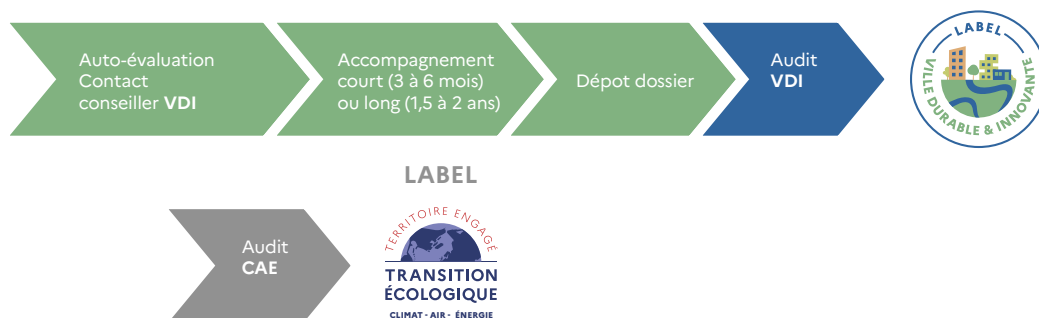 Auto-évaluation
Contact
conseiller VDI
Accompagnement
court (3 à 6 mois)
ou long (1,5 à 2 ans)
Dépot dossier
Audit
VDI
LABEL
VILLE DURABLE & INNOVANTE
LABEL
Audit
CAE
TERRITOIRE ENGAGÉ
TRANSITION
ÉCOLOGIQUE
CLIMAT - AIR - ÉNERGIE